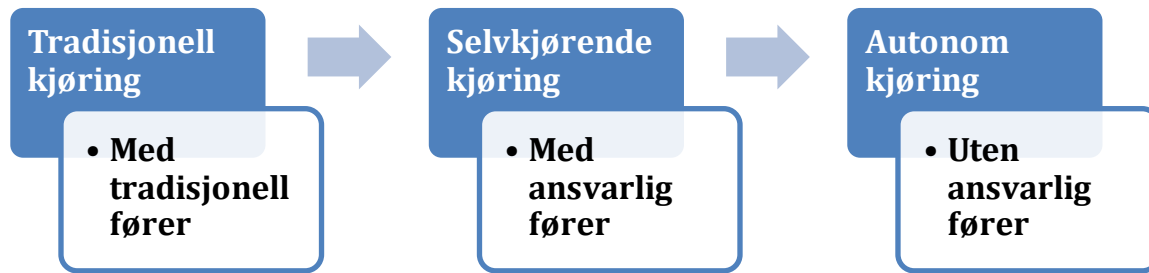 Tradisjonell
kjøring
• Med
tradisjonell
fører
Selvkjørende
kjøring
• Med
ansvarlig
fører
Autonom
kjøring
• Uten
ansvarlig
fører